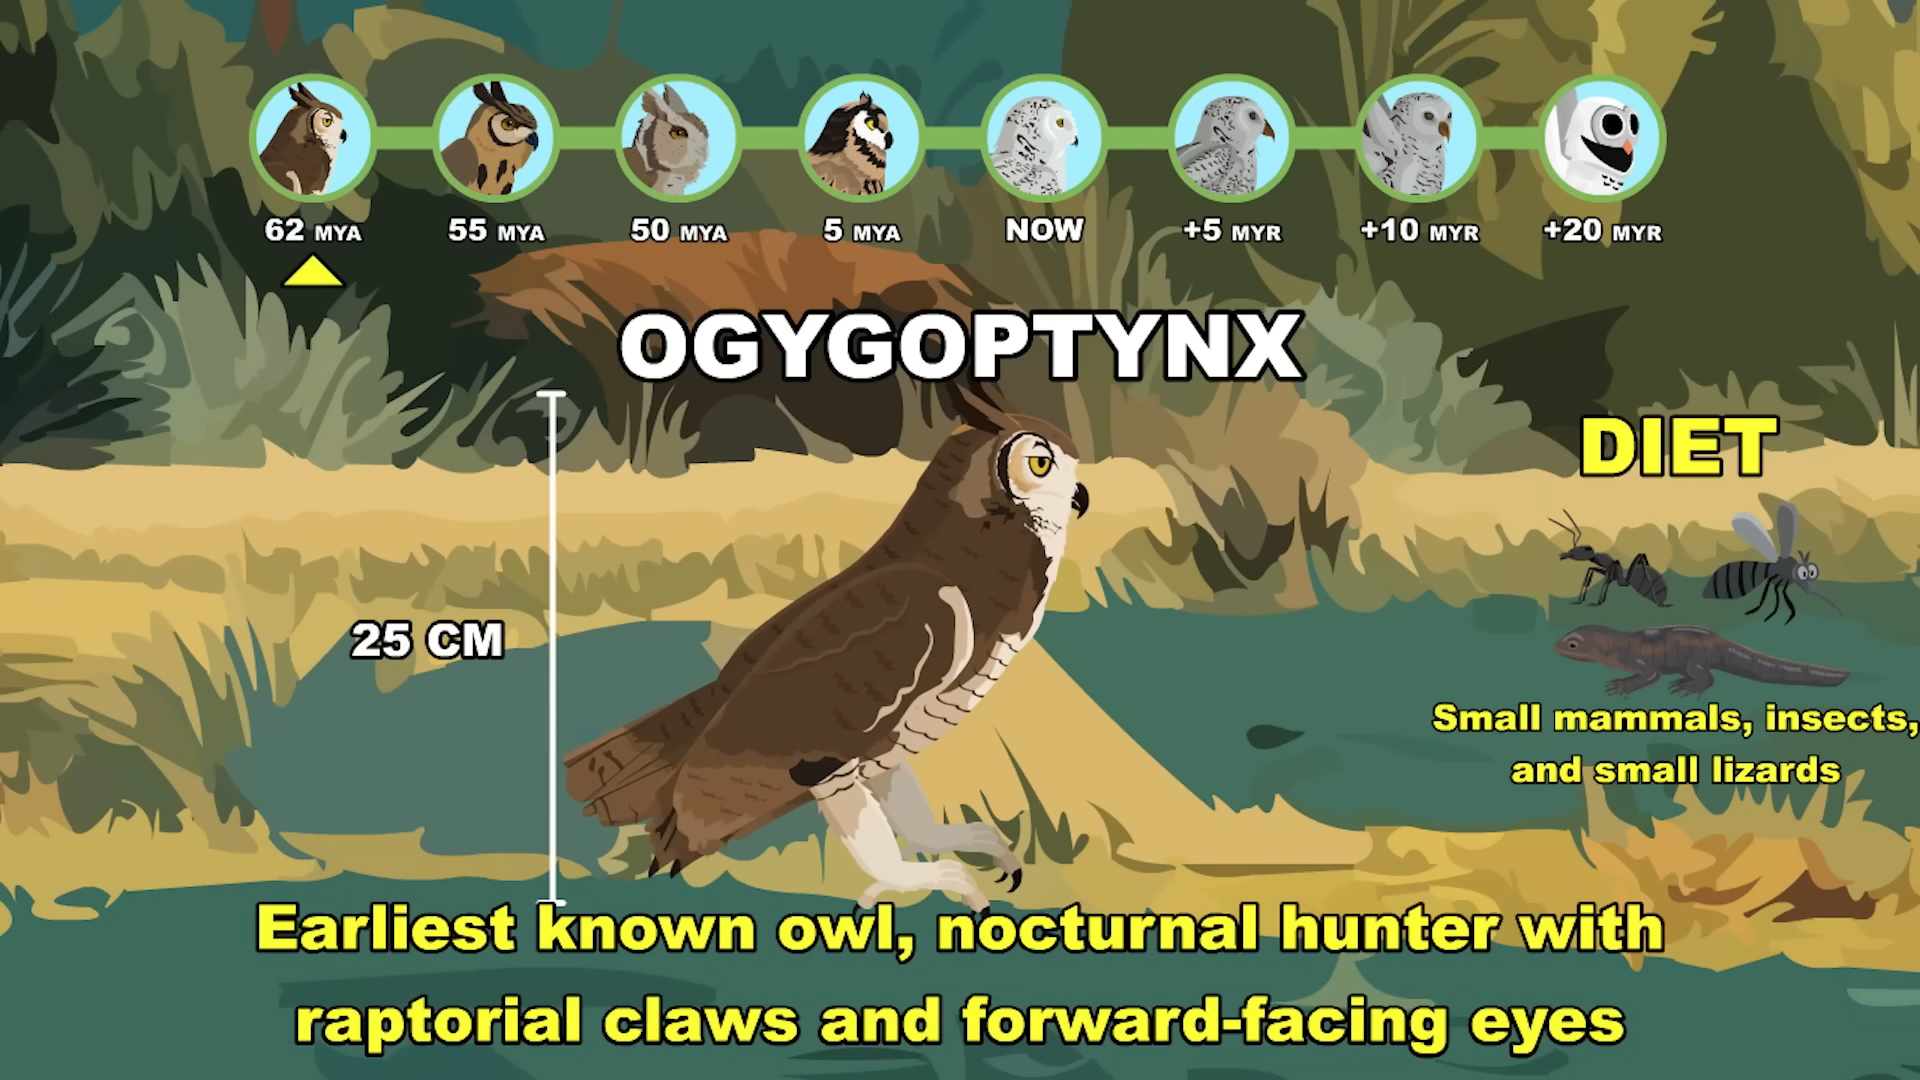 62 MYA
55 MYA
50 MYA
5 MYA
NOW
+5 MYR
+10 MYR
+20 MYR
OGYGOPTYNX
DIET
25 CM
Small mammals, insects,
and small lizards
Earliest known owl, nocturnal hunter with
raptorial claws and forward-facing eyes